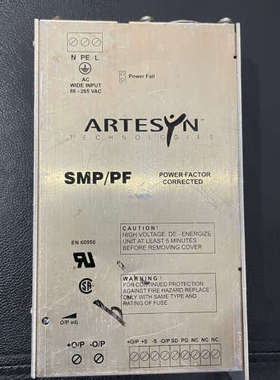 N PE L
Power Fail
AC
WIDE INPUT
85 - 265 VAC
ARTESYN
TECHNOLOGIES
SMP/PF
POWER FACTOR
CORRECTED
CAUTION!
HIGH VOLTAGE DE - ENERGIZE
UNIT AT LEAST 5 MINUTES
BEFORE REMOVING COVER
EN 60950
WARNING!
FOR CONTINUED PROTECTION
AGAINST FIRE HAZARD REPLACE
ONLY WITH SAME TYPE AND
RATING OF FUSE
O/P adj.
+O/P -O/P
+O/P +S -S O/P SD PG NC NC NC